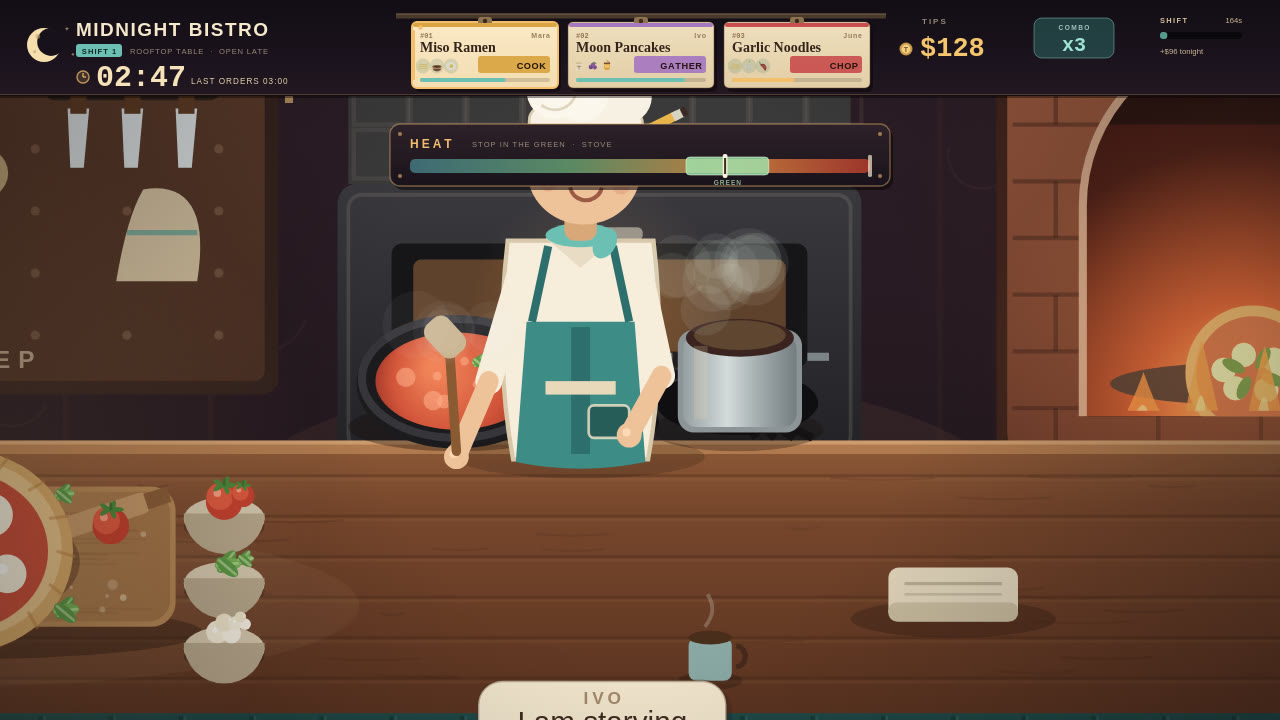 MIDNIGHT BISTRO
SHIFT 1 ROOFTOP TABLE · OPEN LATE
02:47 LAST ORDERS 03:00
#01 Mara
Miso Ramen
COOK
#02 Ivo
Moon Pancakes
GATHER
#03 June
Garlic Noodles
CHOP
TIPS
$128
COMBO
x3
SHIFT 164s
+$96 tonight
HEAT STOP IN THE GREEN · STOVE
GREEN
EP
IVO
I am starving